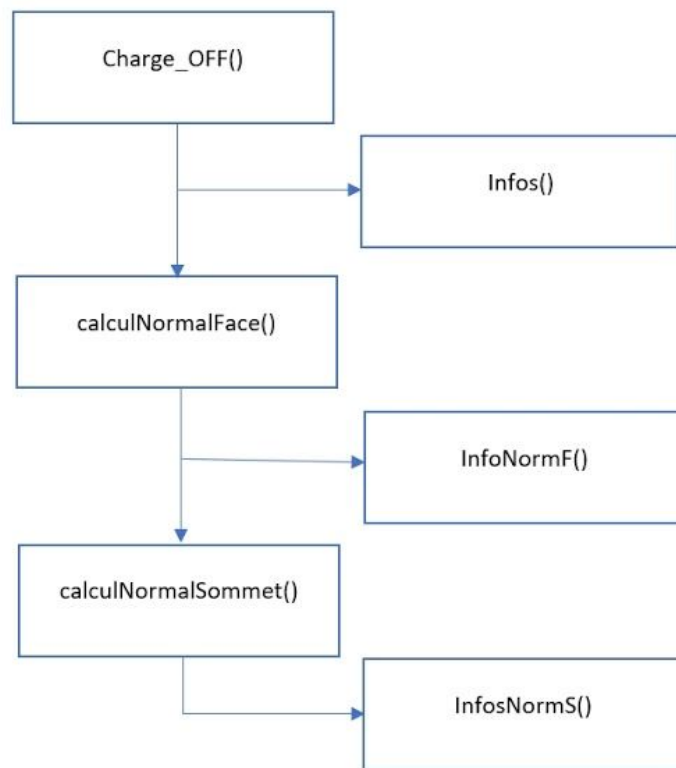 Charge_OFF()
Infos()
calculNormalFace()
InfoNormF()
calculNormalSommet()
InfosNormS()